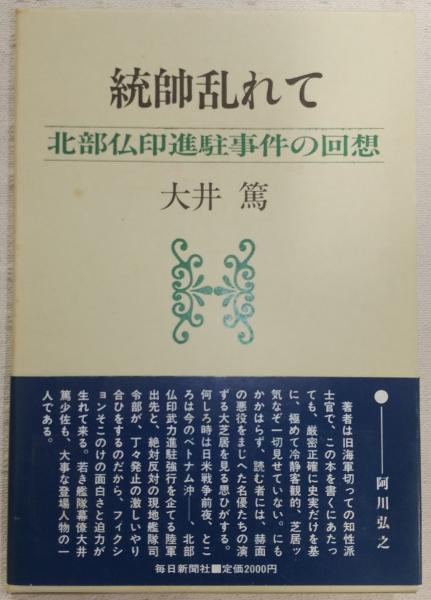 統帥乱れて
北部仏印進駐事件の回想
大井 篤
●──阿川弘之
著者は旧海軍切っての知性派
士官で、この本を書くにあたっ
ても、厳密正確に史実だけを基
に、極めて冷静客観的、芝居ッ
気なぞ一切見せていない。にも
かかはらず、読む者には、赫面
の悪役をまじへた名優たちの演
ずる大芝居を見る思ひがする。
何しろ時は日米戦争前夜、とこ
ろは今のベトナム沖──、北部
仏印武力進駐強行を企てる陸軍
出先と、絶対反対の現地艦隊司
令部が、丁々発止の激しいやり
合ひをするのだから、フィクシ
ョンそこのけの面白さと迫力が
生れて来る。若き艦隊幕僚大井
篤少佐も、大事な登場人物の一
人である。
毎日新聞社■定価2000円